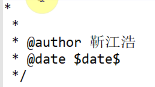 *
*
* @author 靳江浩
* @date $date$
*/